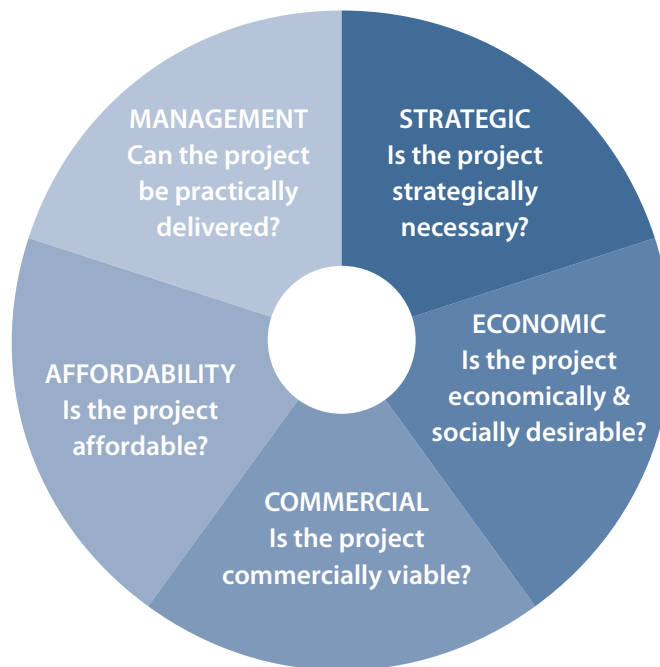 STRATEGIC
Is the project
strategically
necessary?
ECONOMIC
Is the project
economically &
socially desirable?
COMMERCIAL
Is the project
commercially viable?
AFFORDABILITY
Is the project
affordable?
MANAGEMENT
Can the project
be practically
delivered?